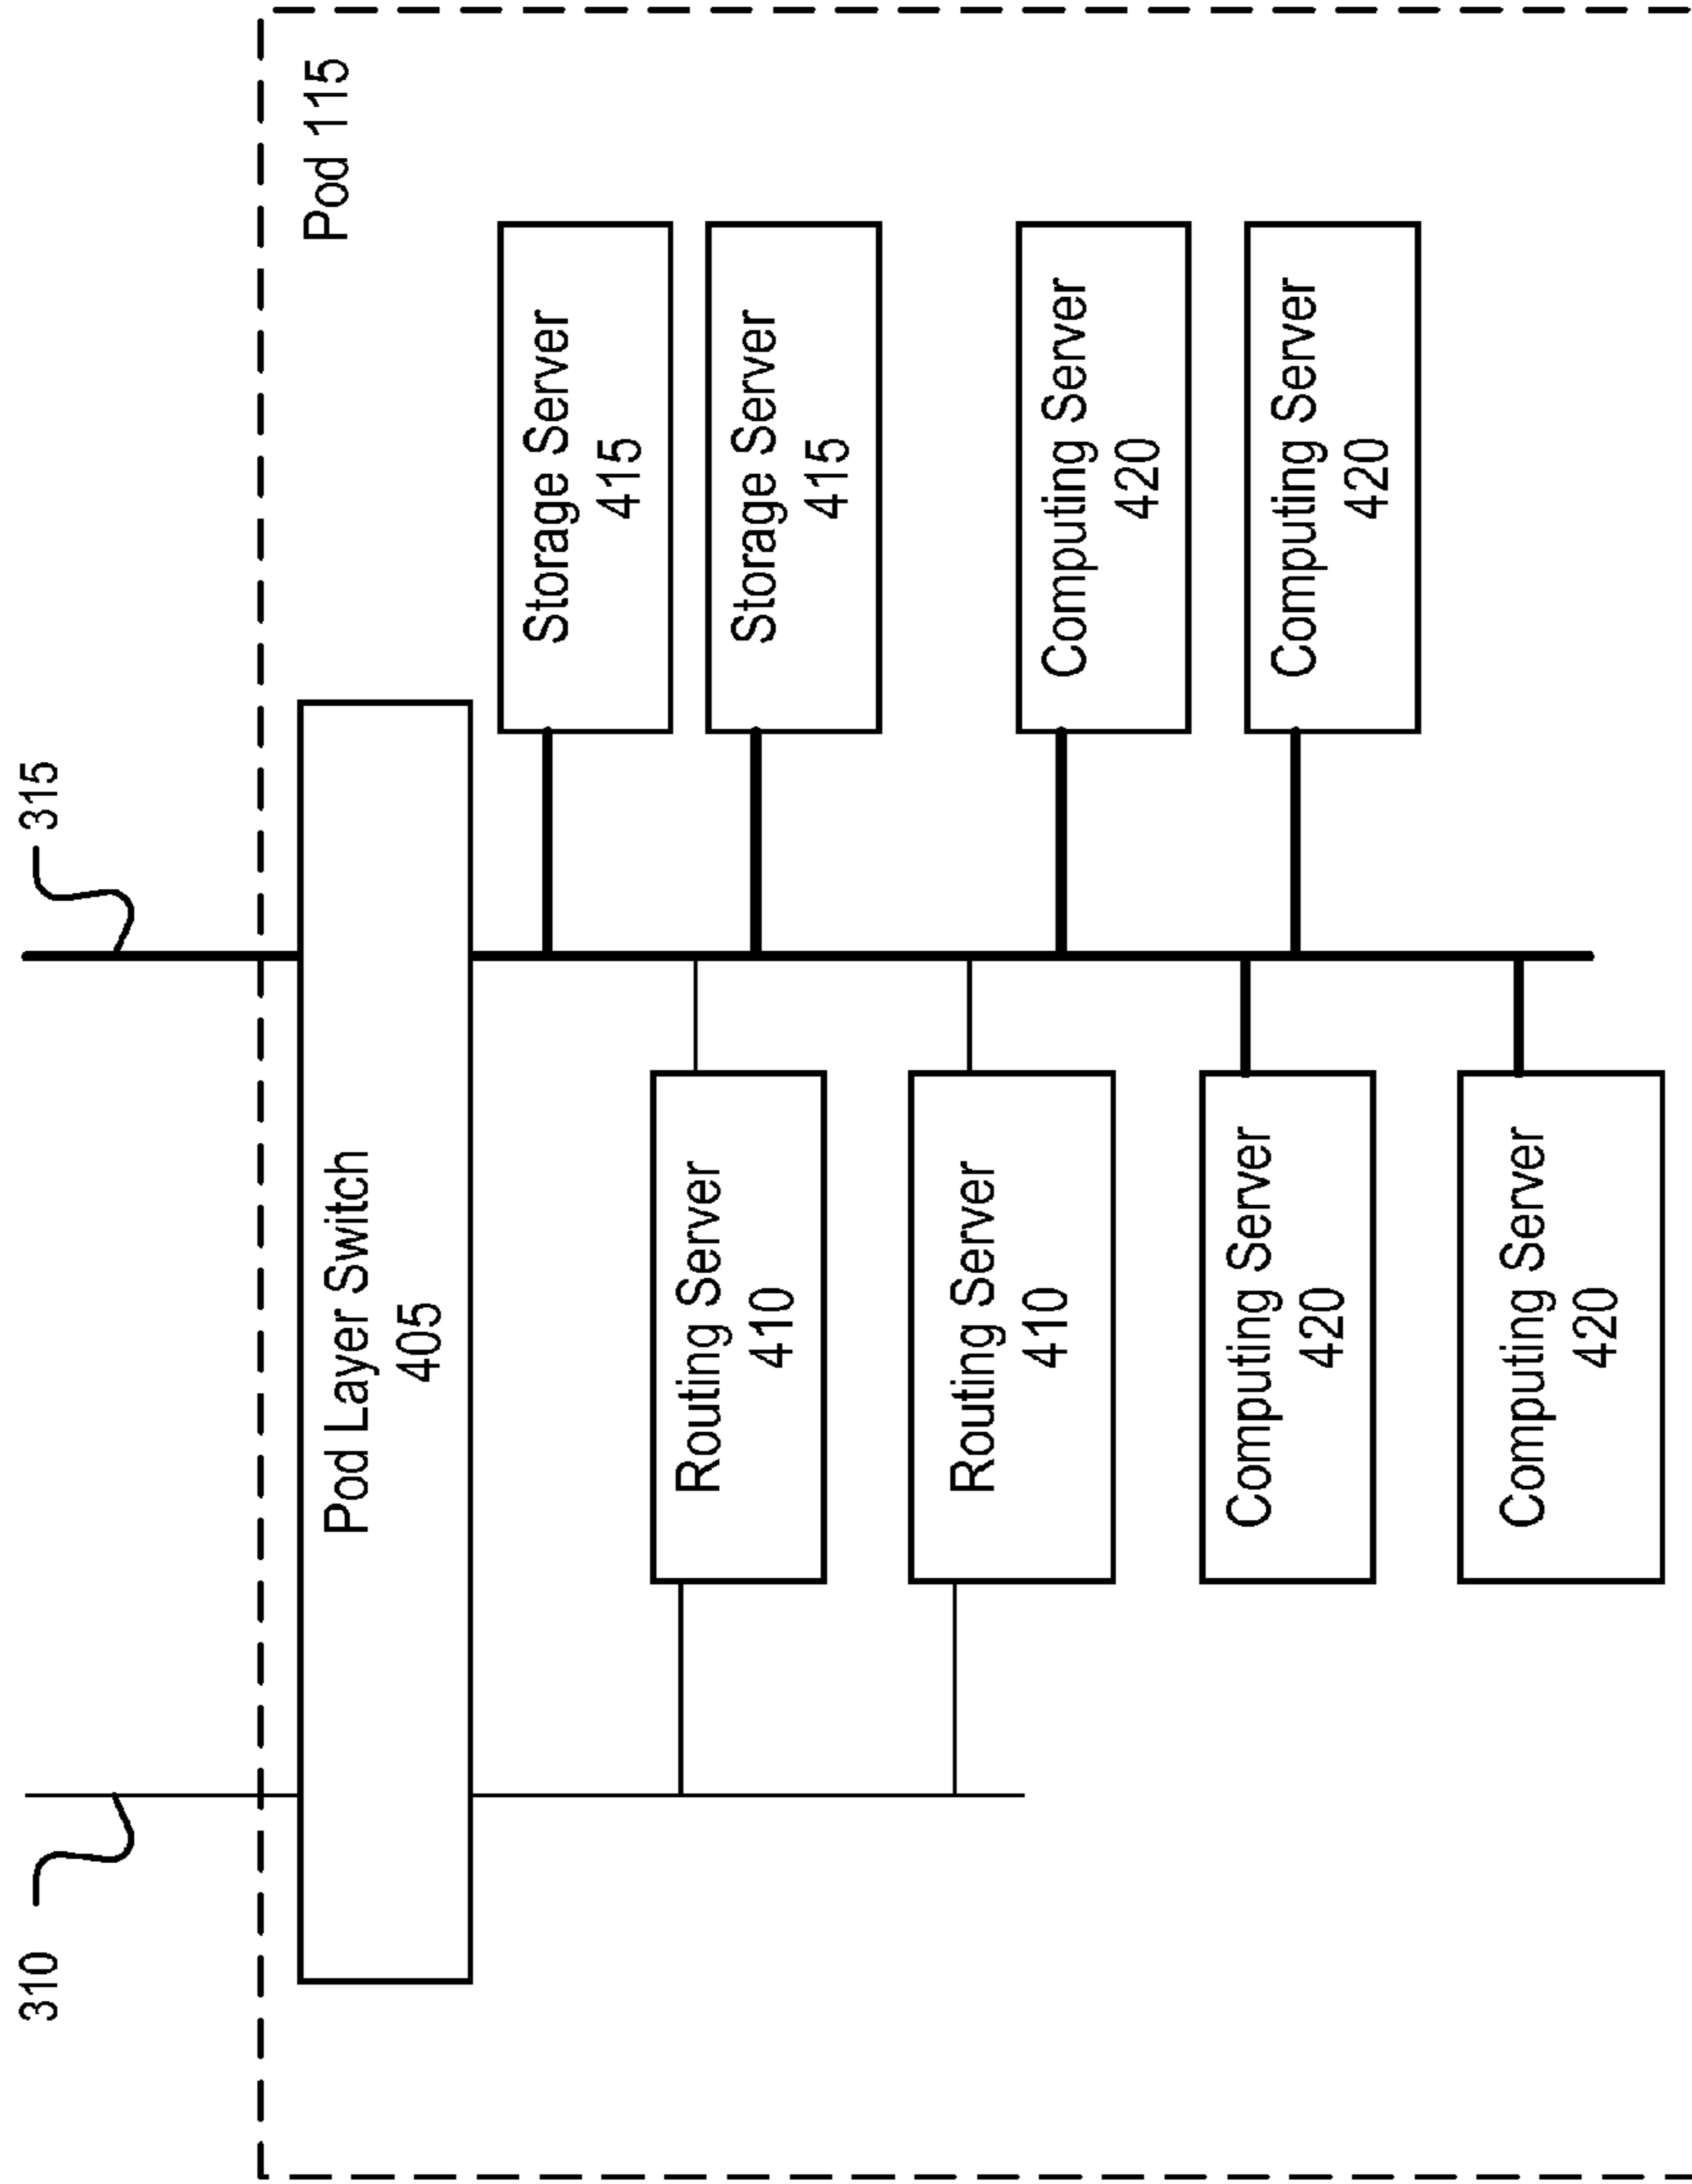 310
315
Pod 115
Pod Layer Switch
405
Storage Server
415
Routing Server
410
Storage Server
415
Routing Server
410
Computing Server
420
Computing Server
420
Computing Server
420
Computing Server
420